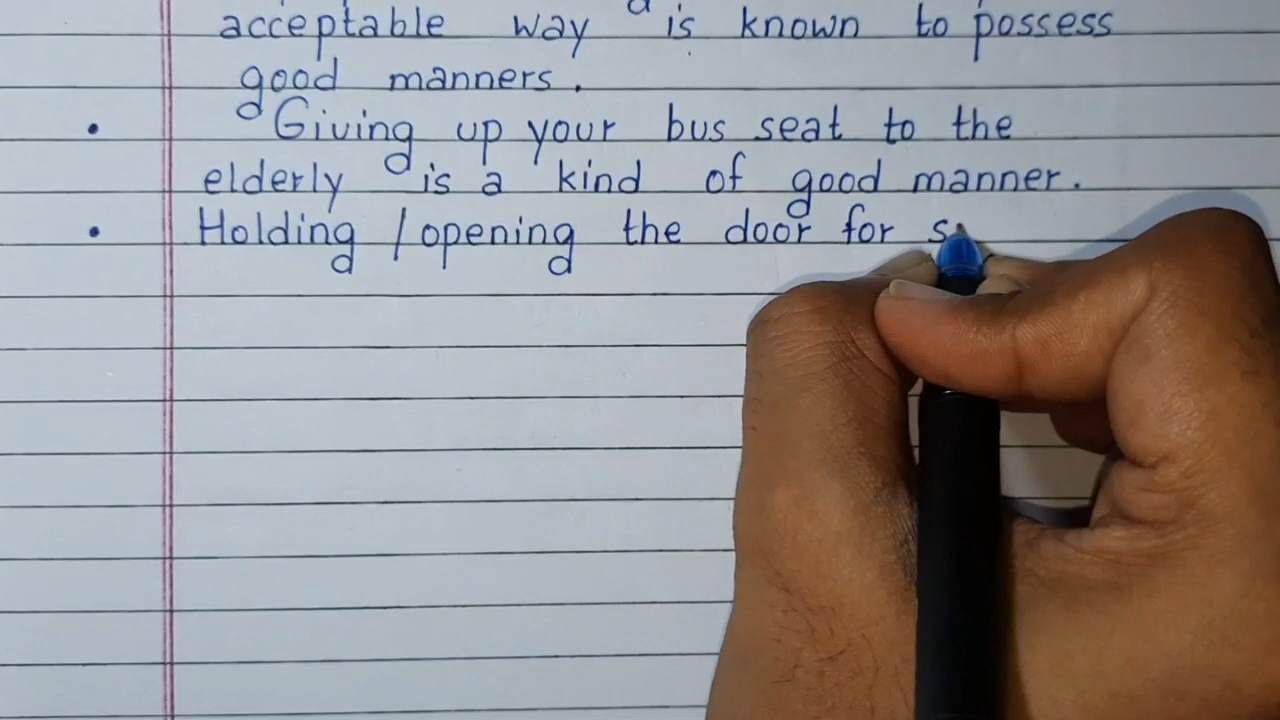 acceptable way is known to possess
good manners.
• Giving up your bus seat to the
elderly is a kind of good manner.
• Holding / opening the door for s